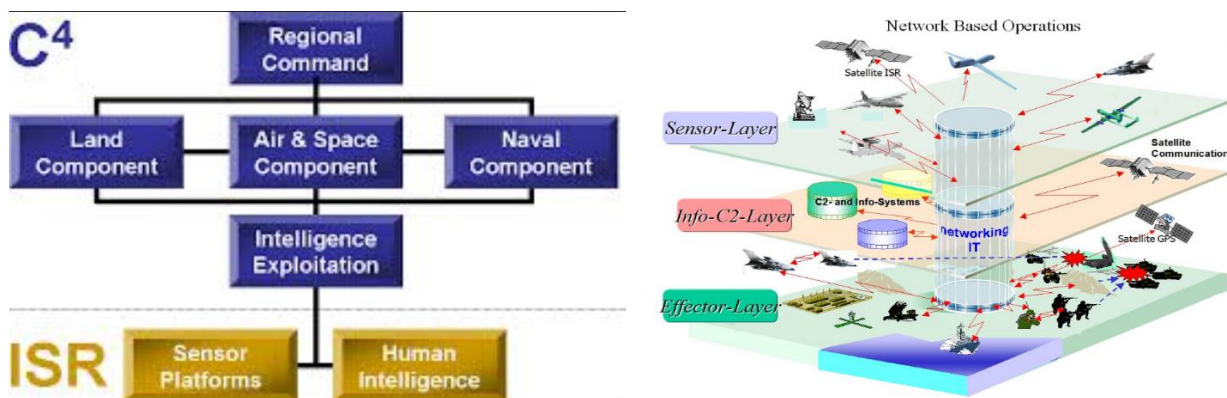 C⁴
Regional
Command
Land
Component
Air & Space
Component
Naval
Component
Intelligence
Exploitation
ISR
Sensor
Platforms
Human
Intelligence
Network Based Operations
Satellite ISR
Sensor-Layer
Satellite
Communication
C2- and Info-Systems
Info-C2-Layer
networking
IT
Satellite GPS
Effector-Layer